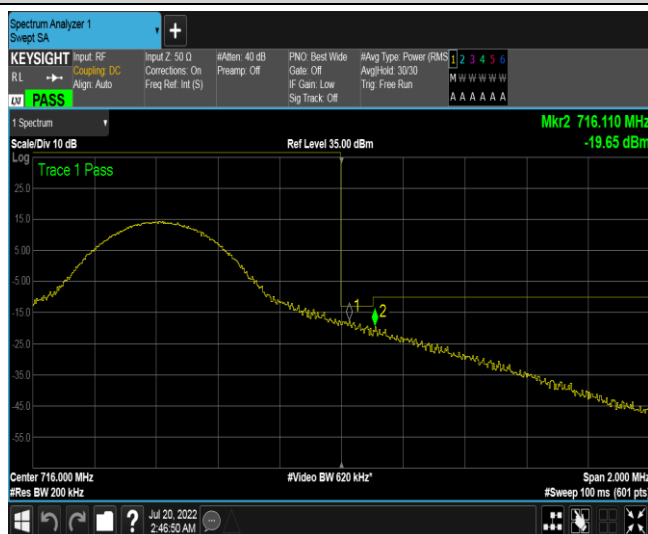 Spectrum Analyzer 1
Swept SA
KEYSIGHT
RL
LXI PASS
Input: RF
Coupling: DC
Align: Auto
Input Z: 50 Ω
Corrections: On
Freq Ref: Int (S)
#Atten: 40 dB
Preamp: Off
PNO: Best Wide
Gate: Off
IF Gain: Low
Sig Track: Off
#Avg Type: Power (RMS
Avg|Hold: 30/30
Trig: Free Run
1 2 3 4 5 6
M W W W W W
A A A A A A
1 Spectrum
Scale/Div 10 dB
Ref Level 35.00 dBm
Mkr2 716.110 MHz
-19.65 dBm
Log
Trace 1 Pass
25.0
15.0
5.00
-5.00
-15.0
-25.0
-35.0
-45.0
-55.0
1
2
Center 716.000 MHz
#Res BW 200 kHz
#Video BW 620 kHz*
Span 2.000 MHz
#Sweep 100 ms (601 pts)
?
Jul 20, 2022
2:46:50 AM